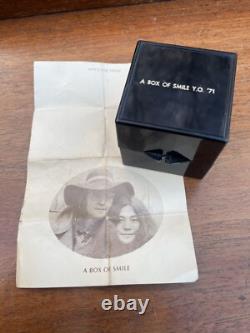 A BOX OF SMILE Y.O. '71
A BOX OF SMILE
ebay